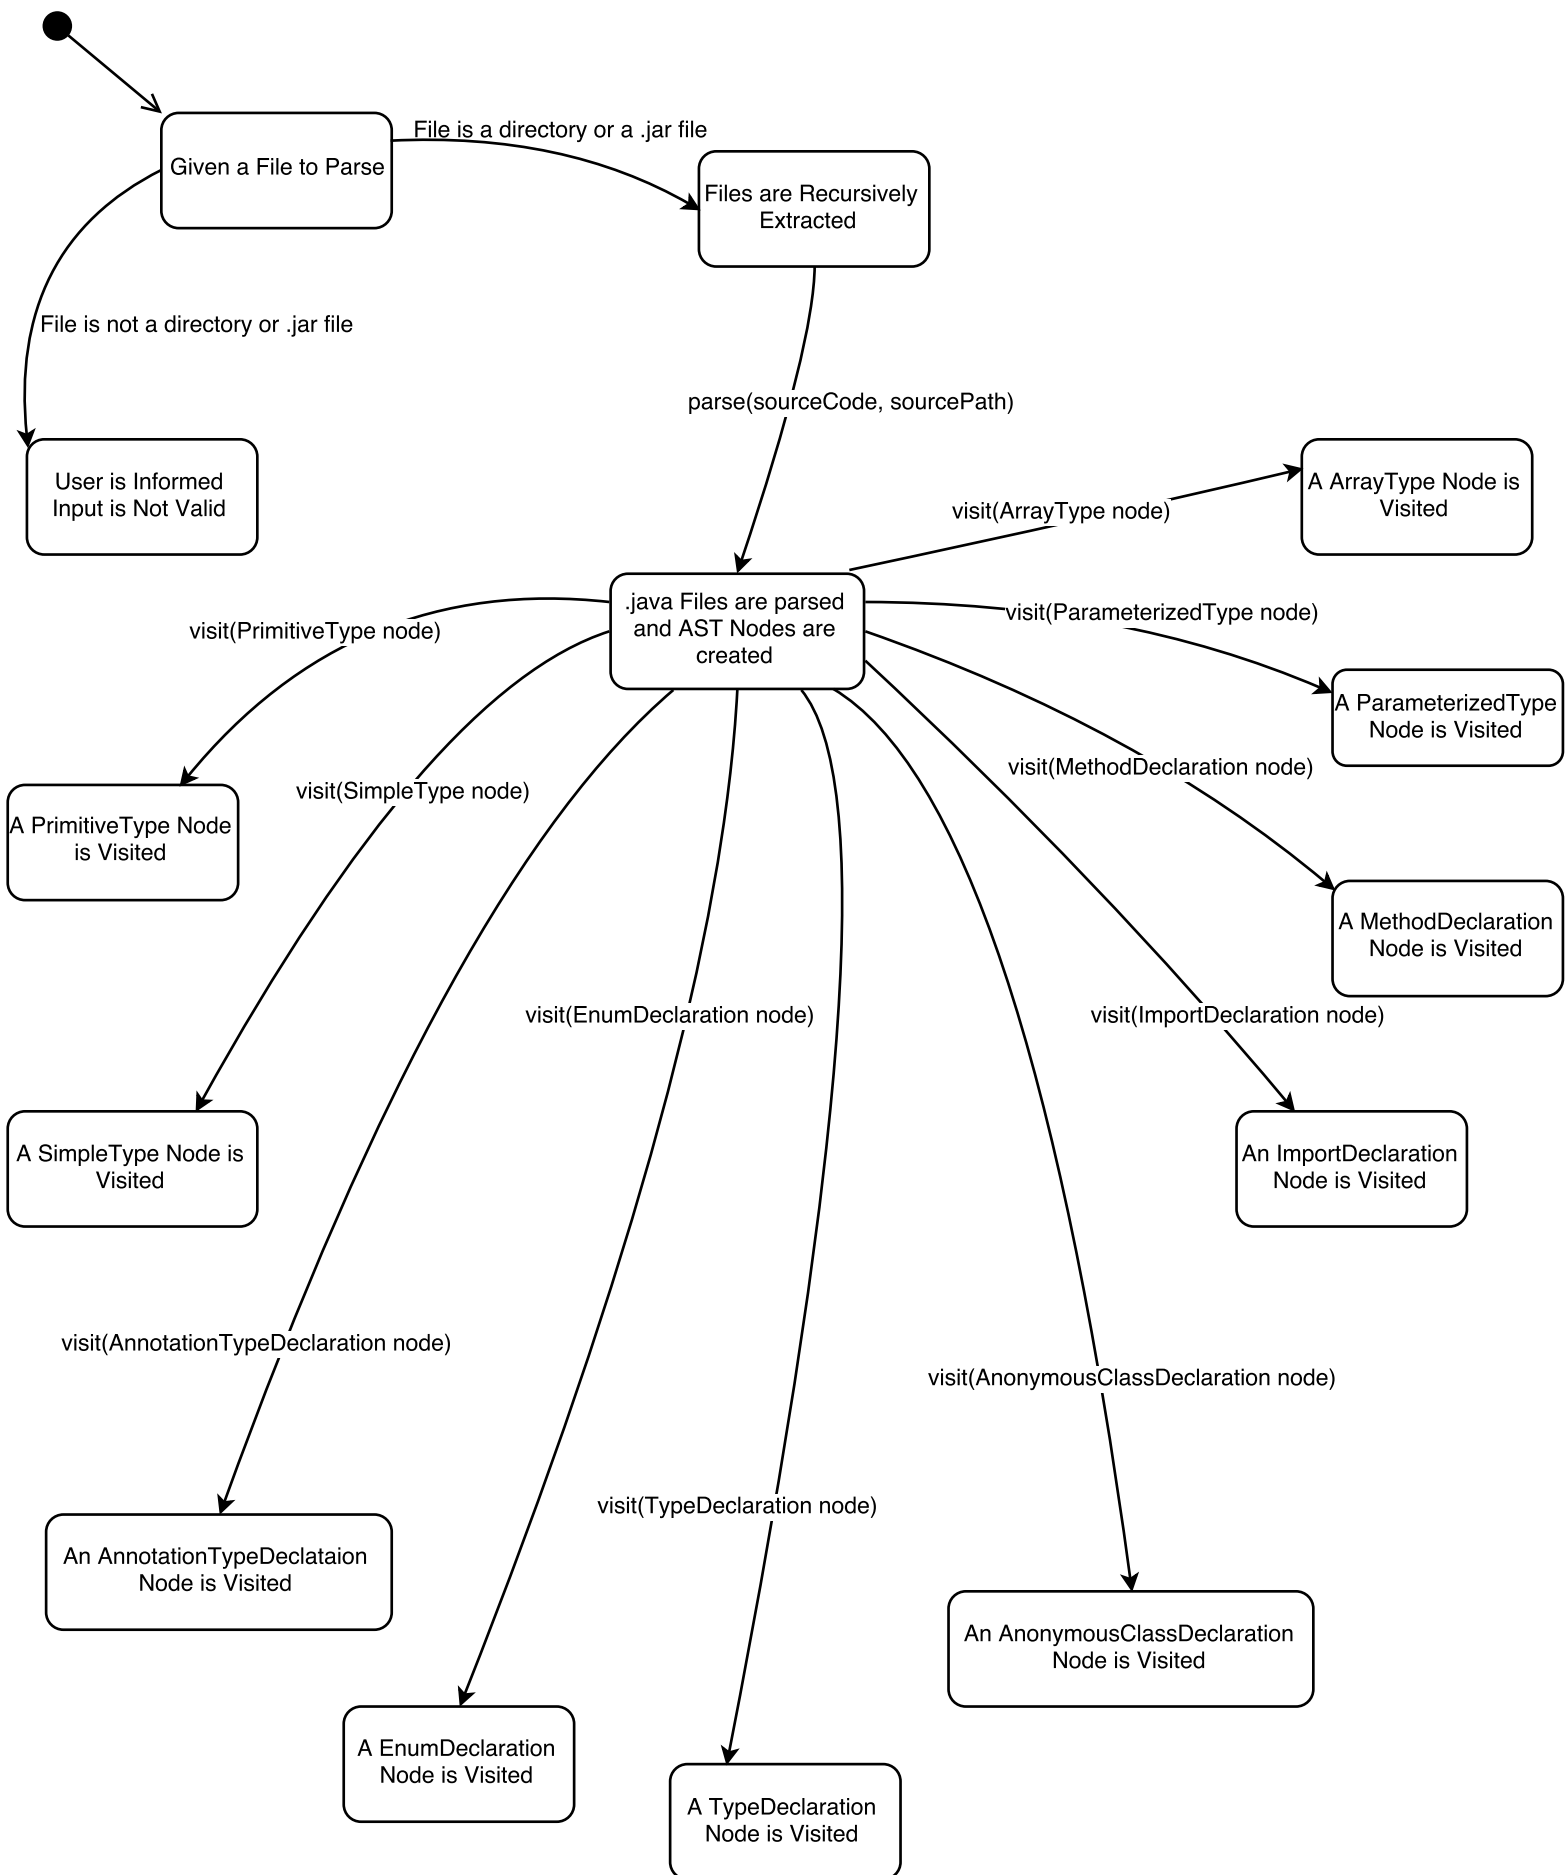 File is a directory or a .jar file
Given a File to Parse
Files are Recursively
Extracted
File is not a directory or .jar file
parse(sourceCode, sourcePath)
User is Informed
Input is Not Valid
A ArrayType Node is
Visited
visit(ArrayType node)
.java Files are parsed
and AST Nodes are
created
visit(ParameterizedType node)
visit(PrimitiveType node)
A ParameterizedType
Node is Visited
visit(MethodDeclaration node)
visit(SimpleType node)
A PrimitiveType Node
is Visited
A MethodDeclaration
Node is Visited
visit(EnumDeclaration node)
visit(ImportDeclaration node)
A SimpleType Node is
Visited
An ImportDeclaration
Node is Visited
visit(AnnotationTypeDeclaration node)
visit(AnonymousClassDeclaration node)
visit(TypeDeclaration node)
An AnnotationTypeDeclataion
Node is Visited
An AnonymousClassDeclaration
Node is Visited
A EnumDeclaration
Node is Visited
A TypeDeclaration
Node is Visited